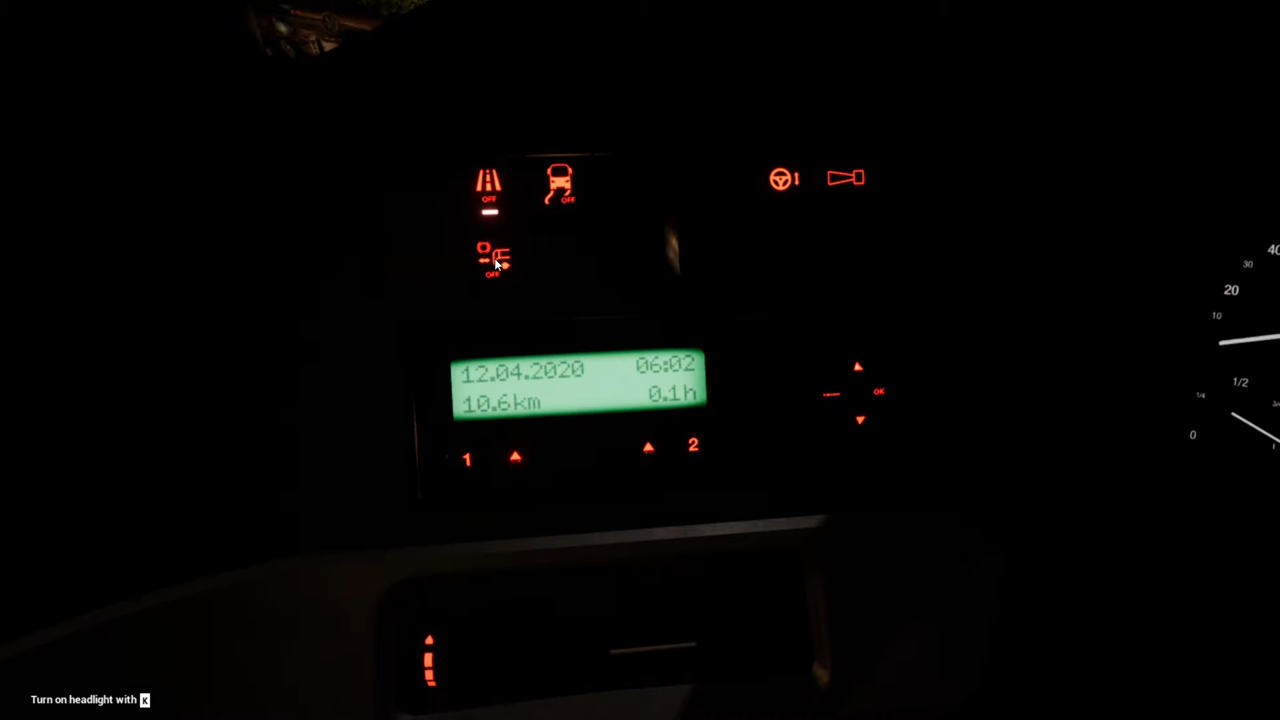 OFF
OFF
OFF
12.04.2020 06:02
10.6km 0.1h
OK
1 2
40
30
20
10
1/2
1/4
0
Turn on headlight with K